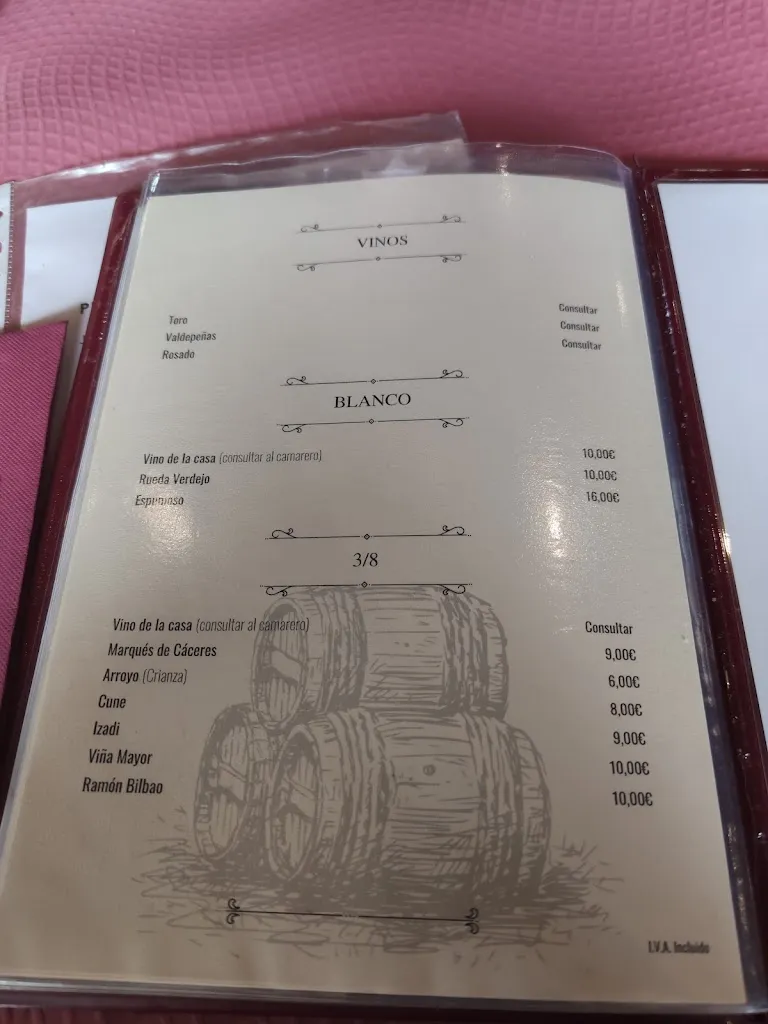 VINOS
Toro Consultar
Valdepeñas Consultar
Rosado Consultar
BLANCO
Vino de la casa (consultar al camarero) 10,00€
Rueda Verdejo 10,00€
Espumoso 16,00€
3/8
Vino de la casa (consultar al camarero) Consultar
Marqués de Cáceres 9,00€
Arroyo (Crianza) 6,00€
Cune 8,00€
Izadi 9,00€
Viña Mayor 10,00€
Ramón Bilbao 10,00€
I.V.A. Incluido
P